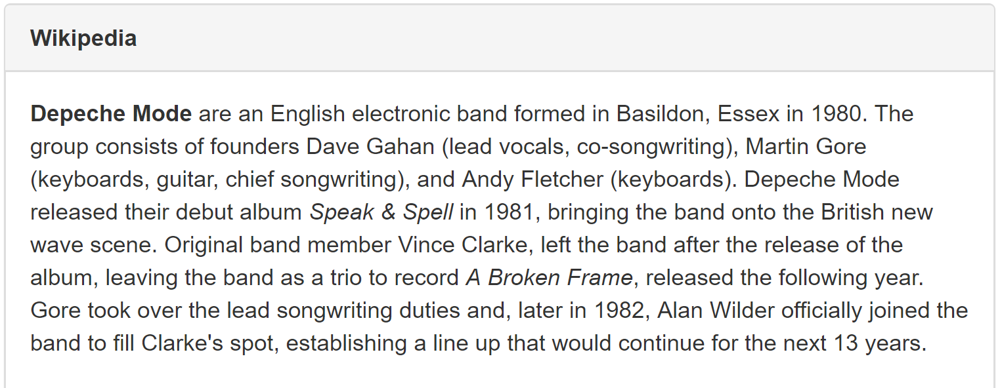 Wikipedia
Depeche Mode are an English electronic band formed in Basildon, Essex in 1980. The
group consists of founders Dave Gahan (lead vocals, co-songwriting), Martin Gore
(keyboards, guitar, chief songwriting), and Andy Fletcher (keyboards). Depeche Mode
released their debut album Speak & Spell in 1981, bringing the band onto the British new
wave scene. Original band member Vince Clarke, left the band after the release of the
album, leaving the band as a trio to record A Broken Frame, released the following year.
Gore took over the lead songwriting duties and, later in 1982, Alan Wilder officially joined the
band to fill Clarke's spot, establishing a line up that would continue for the next 13 years.